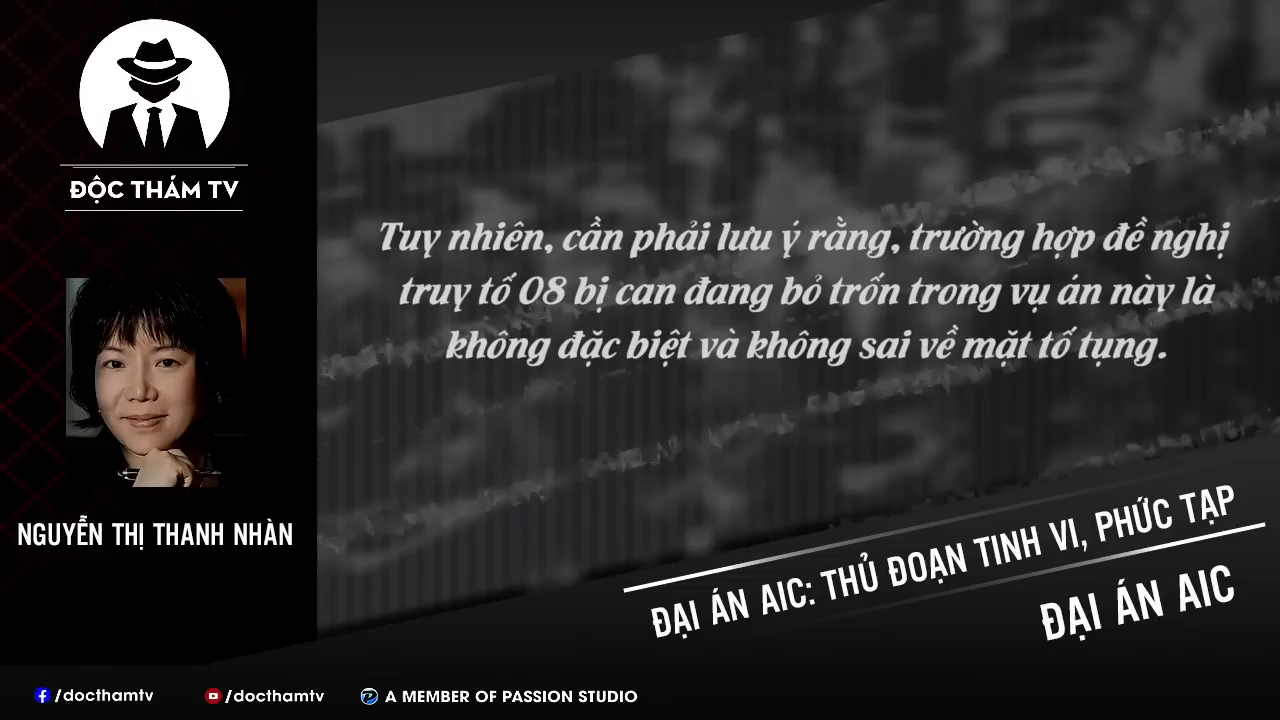 ĐỘC THÁM TV
NGUYỄN THỊ THANH NHÀN
Tuy nhiên, cần phải lưu ý rằng, trường hợp đề nghị
truy tố 08 bị can đang bỏ trốn trong vụ án này là
không đặc biệt và không sai về mặt tố tụng.
ĐẠI ÁN AIC: THỦ ĐOẠN TINH VI, PHỨC TẠP
ĐẠI ÁN AIC
/docthamtv
/docthamtv
A MEMBER OF PASSION STUDIO